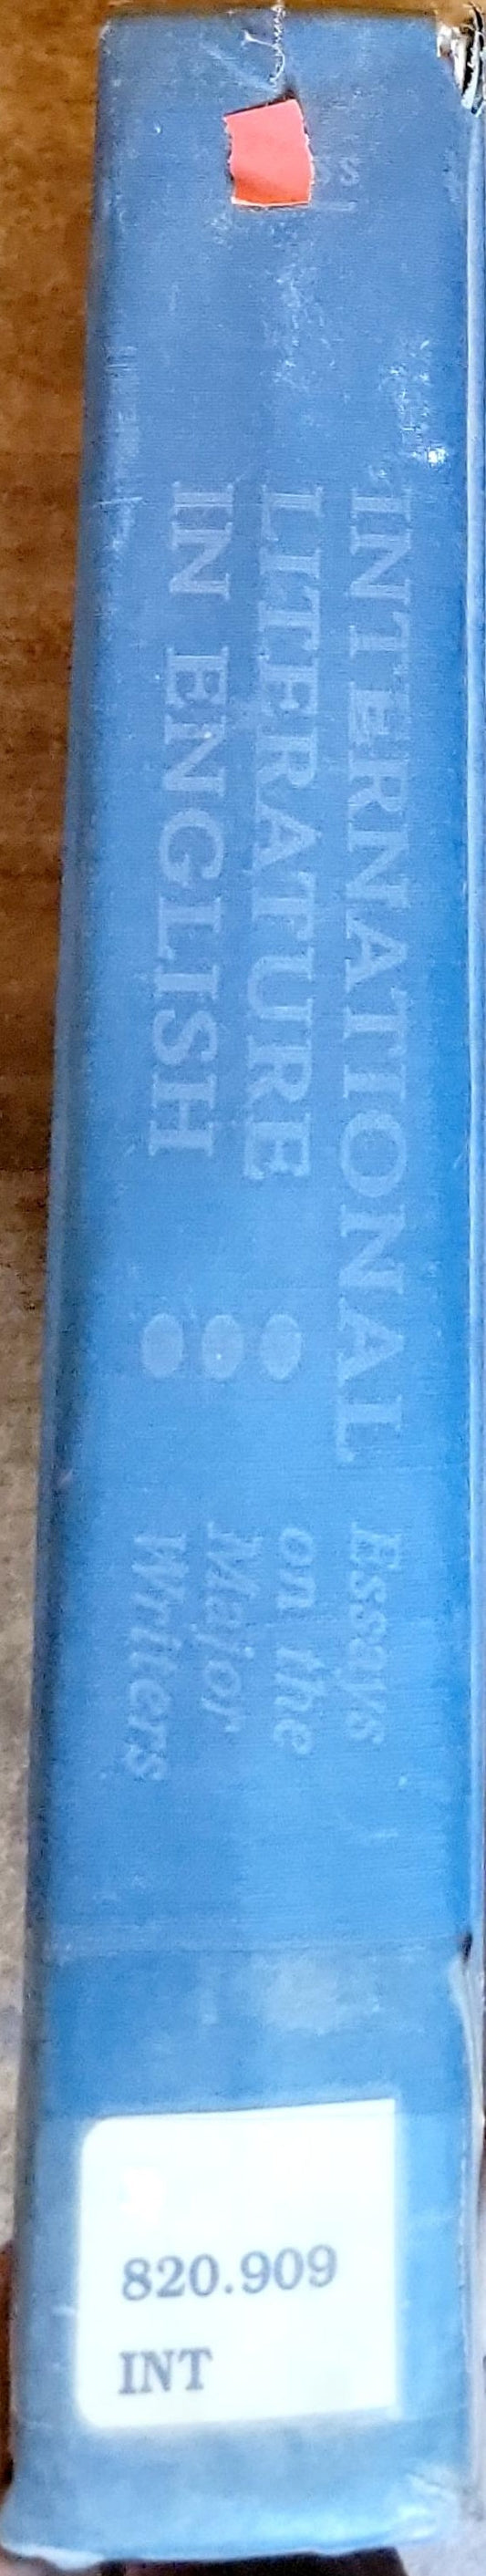 INTERNATIONAL
LITERATURE
IN ENGLISH
Essays
on the
Major
Writers
820.909
INT